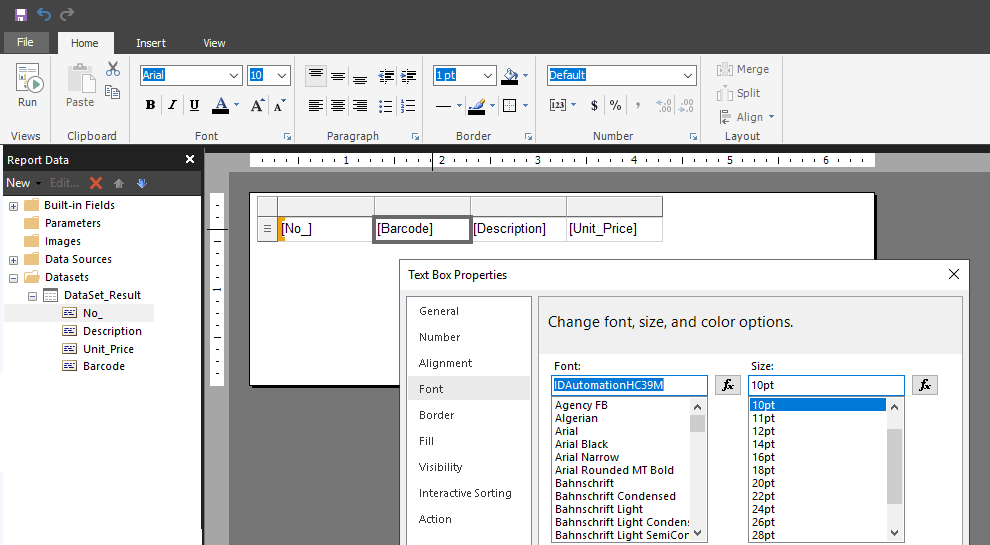 File Home Insert View
Arial 10 1 pt Default Merge
Run Paste B I U A A A 123 $ % , Split
Align
Views Clipboard Font Paragraph Border Number Layout
Report Data
New Edit...
Built-in Fields
Parameters
Images
Data Sources
Datasets
DataSet_Result
No_
Description
Unit_Price
Barcode
1 2 3 4 5 6
1
[No_] [Barcode] [Description] [Unit_Price]
Text Box Properties
General
Number
Alignment
Font
Border
Fill
Visibility
Interactive Sorting
Action
Change font, size, and color options.
Font: Size:
IDAutomationHC39M fx 10pt fx
Agency FB 10pt
Algerian 11pt
Arial 12pt
Arial Black 14pt
Arial Narrow 16pt
Arial Rounded MT Bold 18pt
Bahnschrift 20pt
Bahnschrift Condensed 22pt
Bahnschrift Light 24pt
Bahnschrift Light Conden 26pt
Bahnschrift Light SemiCor 28pt